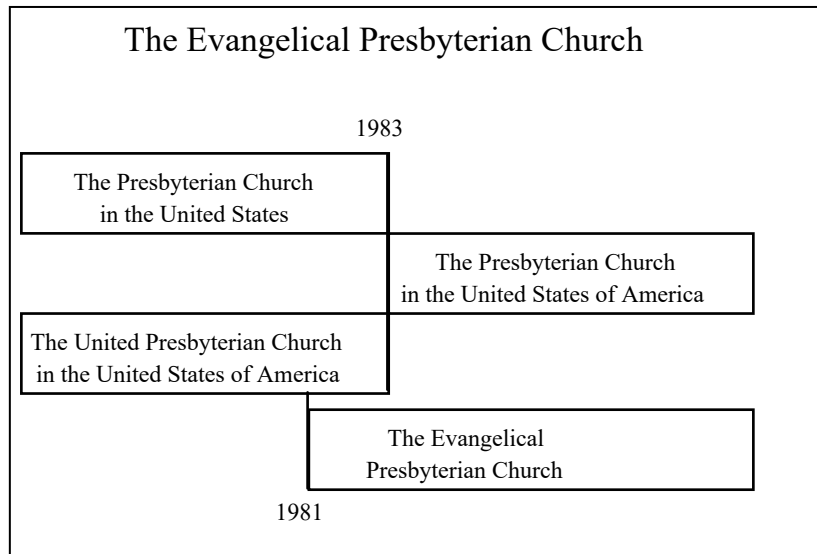 The Evangelical Presbyterian Church
1983
The Presbyterian Church
in the United States
The Presbyterian Church
in the United States of America
The United Presbyterian Church
in the United States of America
The Evangelical
Presbyterian Church
1981